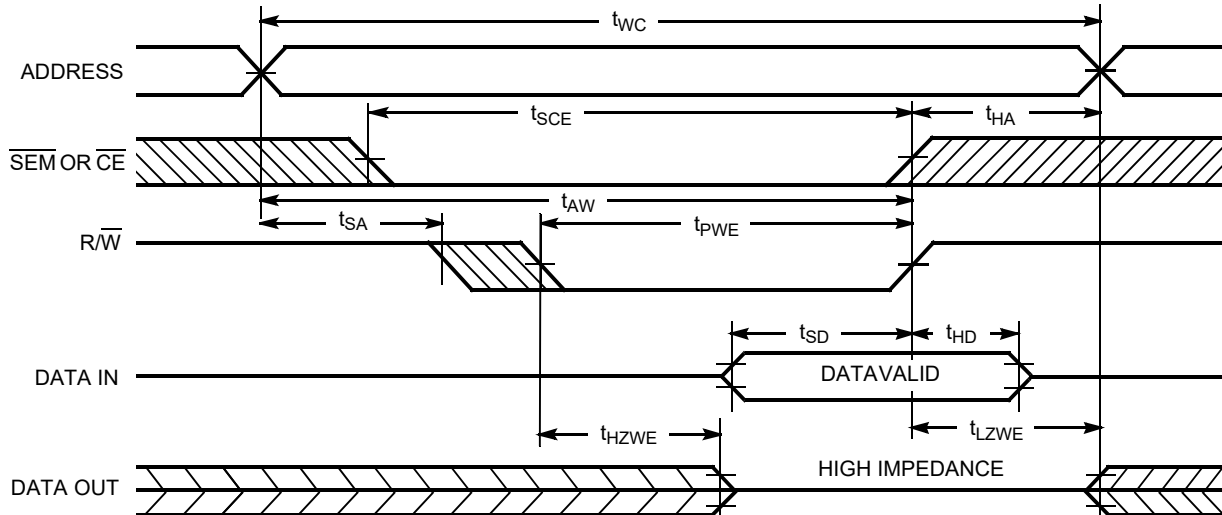 tWC
ADDRESS
tSCE
tHA
SEM OR CE
tAW
tSA
tPWE
R/W
tSD
tHD
DATA IN
DATAVALID
tHZWE
tLZWE
HIGH IMPEDANCE
DATA OUT